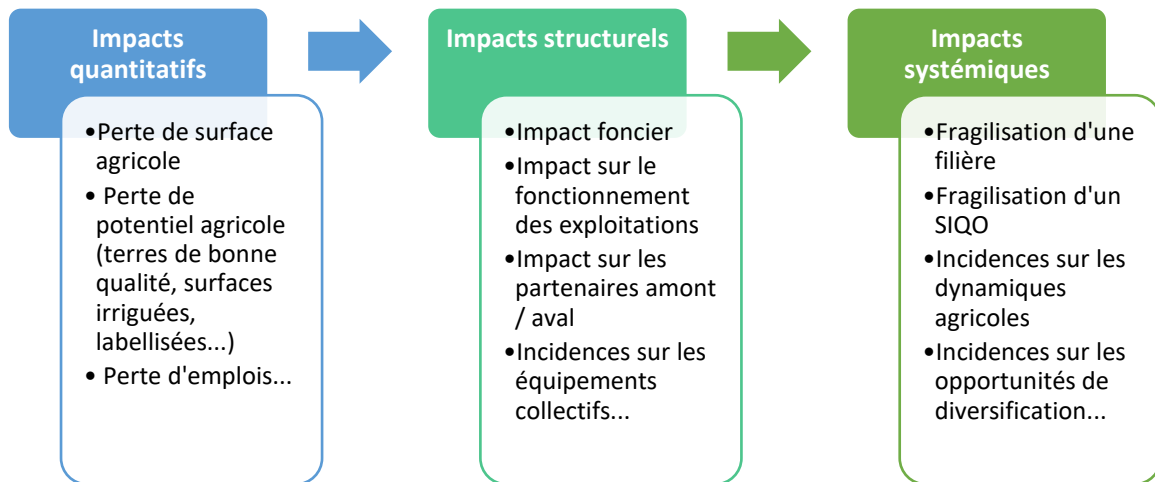 Impacts
quantitatifs
•Perte de surface
agricole
• Perte de
potentiel agricole
(terres de bonne
qualité, surfaces
irriguées,
labellisées...)
• Perte d'emplois...
Impacts structurels
•Impact foncier
•Impact sur le
fonctionnement
des exploitations
•Impact sur les
partenaires amont
/ aval
•Incidences sur les
équipements
collectifs...
Impacts
systémiques
•Fragilisation d'une
filière
•Fragilisation d'un
SIQO
•Incidences sur les
dynamiques
agricoles
•Incidences sur les
opportunités de
diversification...